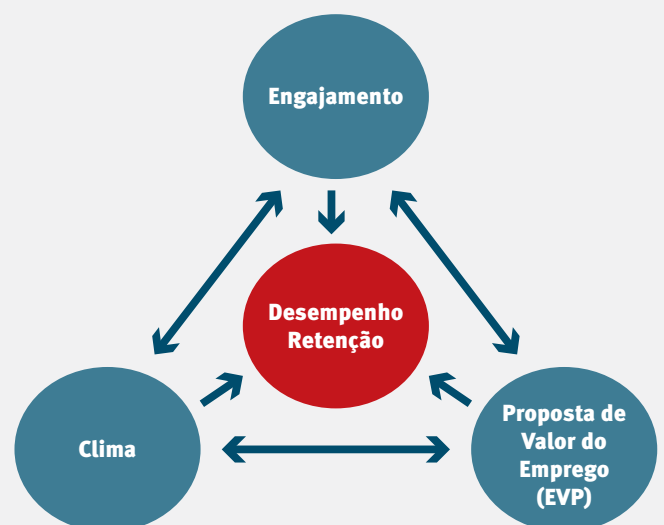 Engajamento
Desempenho
Retenção
Clima
Proposta de
Valor do
Emprego
(EVP)